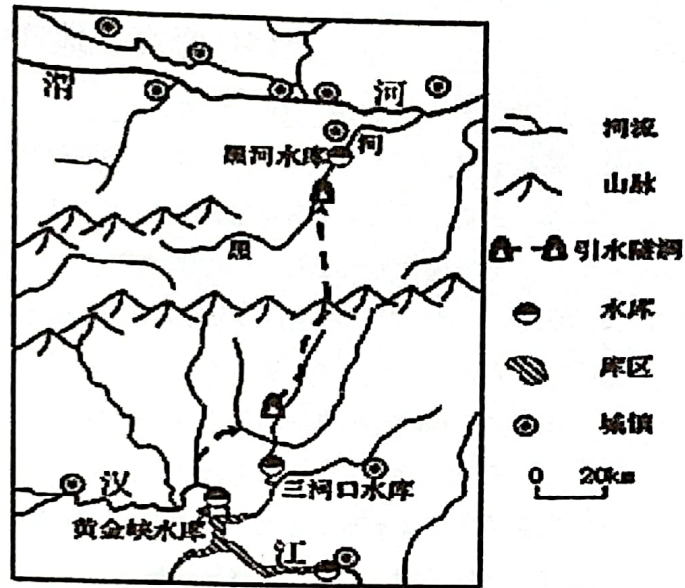 渭 河
黑河水库
河
黑
汉
三河口水库
黄金峡水库
江
河流
山脉
引水隧洞
水库
库区
城镇
0 20km